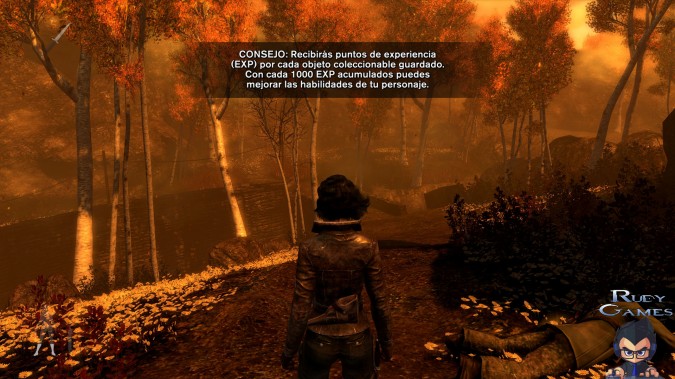 CONSEJO: Recibirás puntos de experiencia
(EXP) por cada objeto coleccionable guardado.
Con cada 1000 EXP acumulados puedes
mejorar las habilidades de tu personaje.
RUBY
GAMES